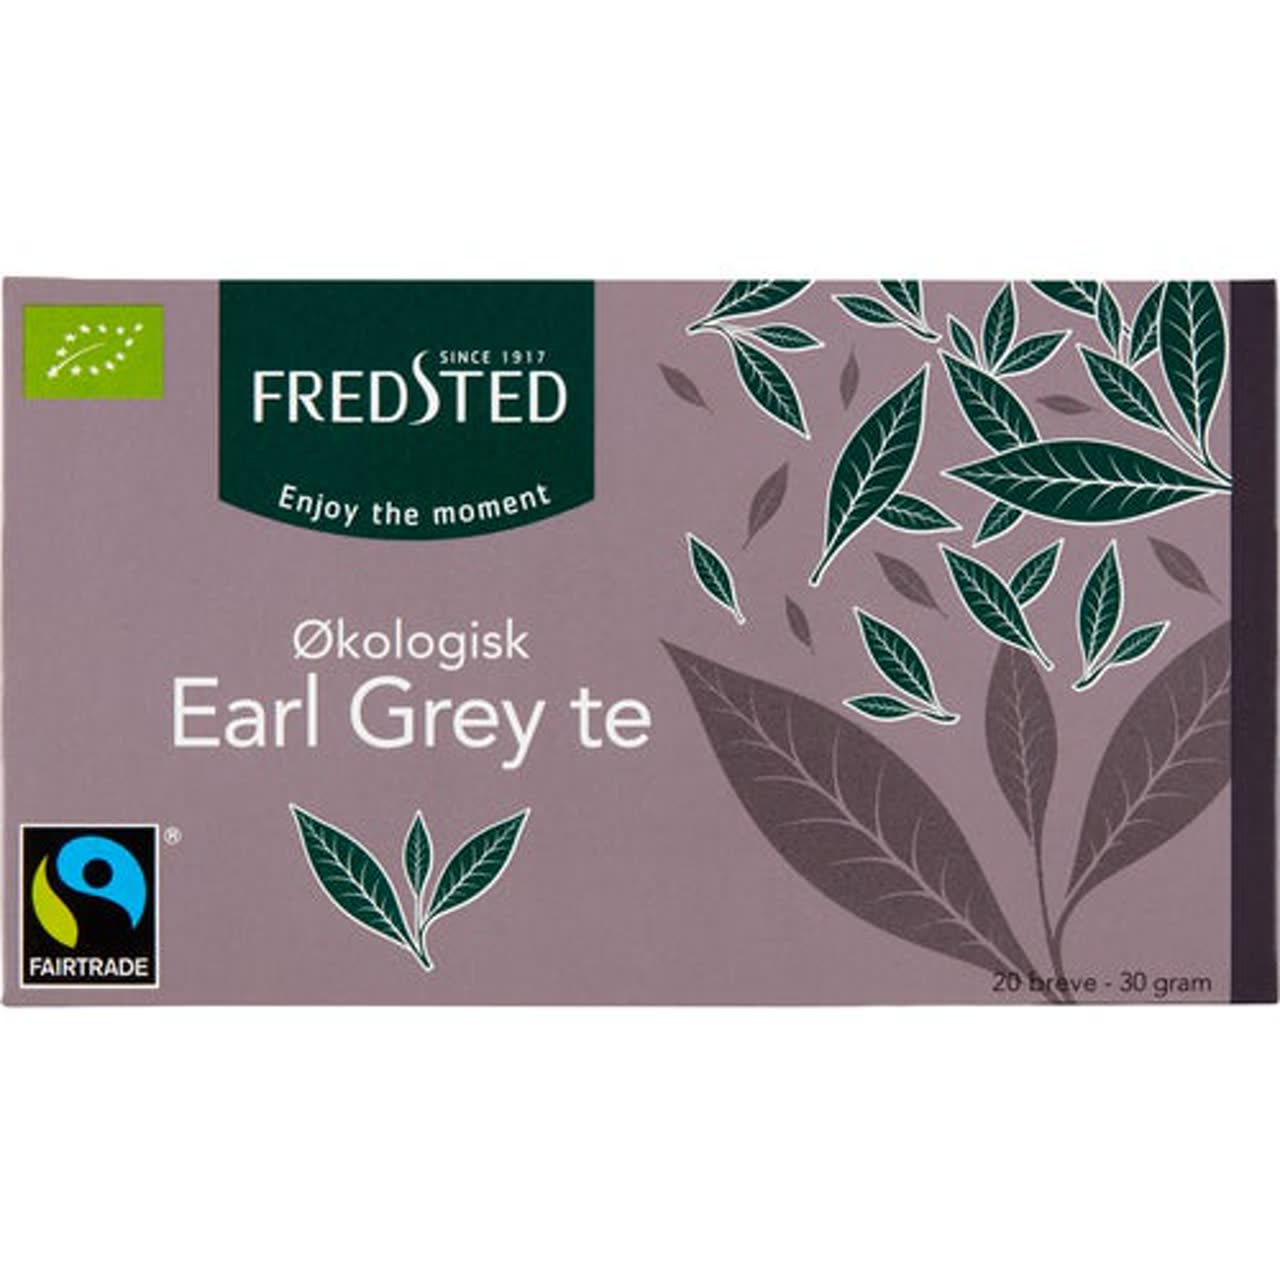 SINCE 1917
FREDSTED
Enjoy the moment
Økologisk
Earl Grey te
®
FAIRTRADE
20 breve - 30 gram